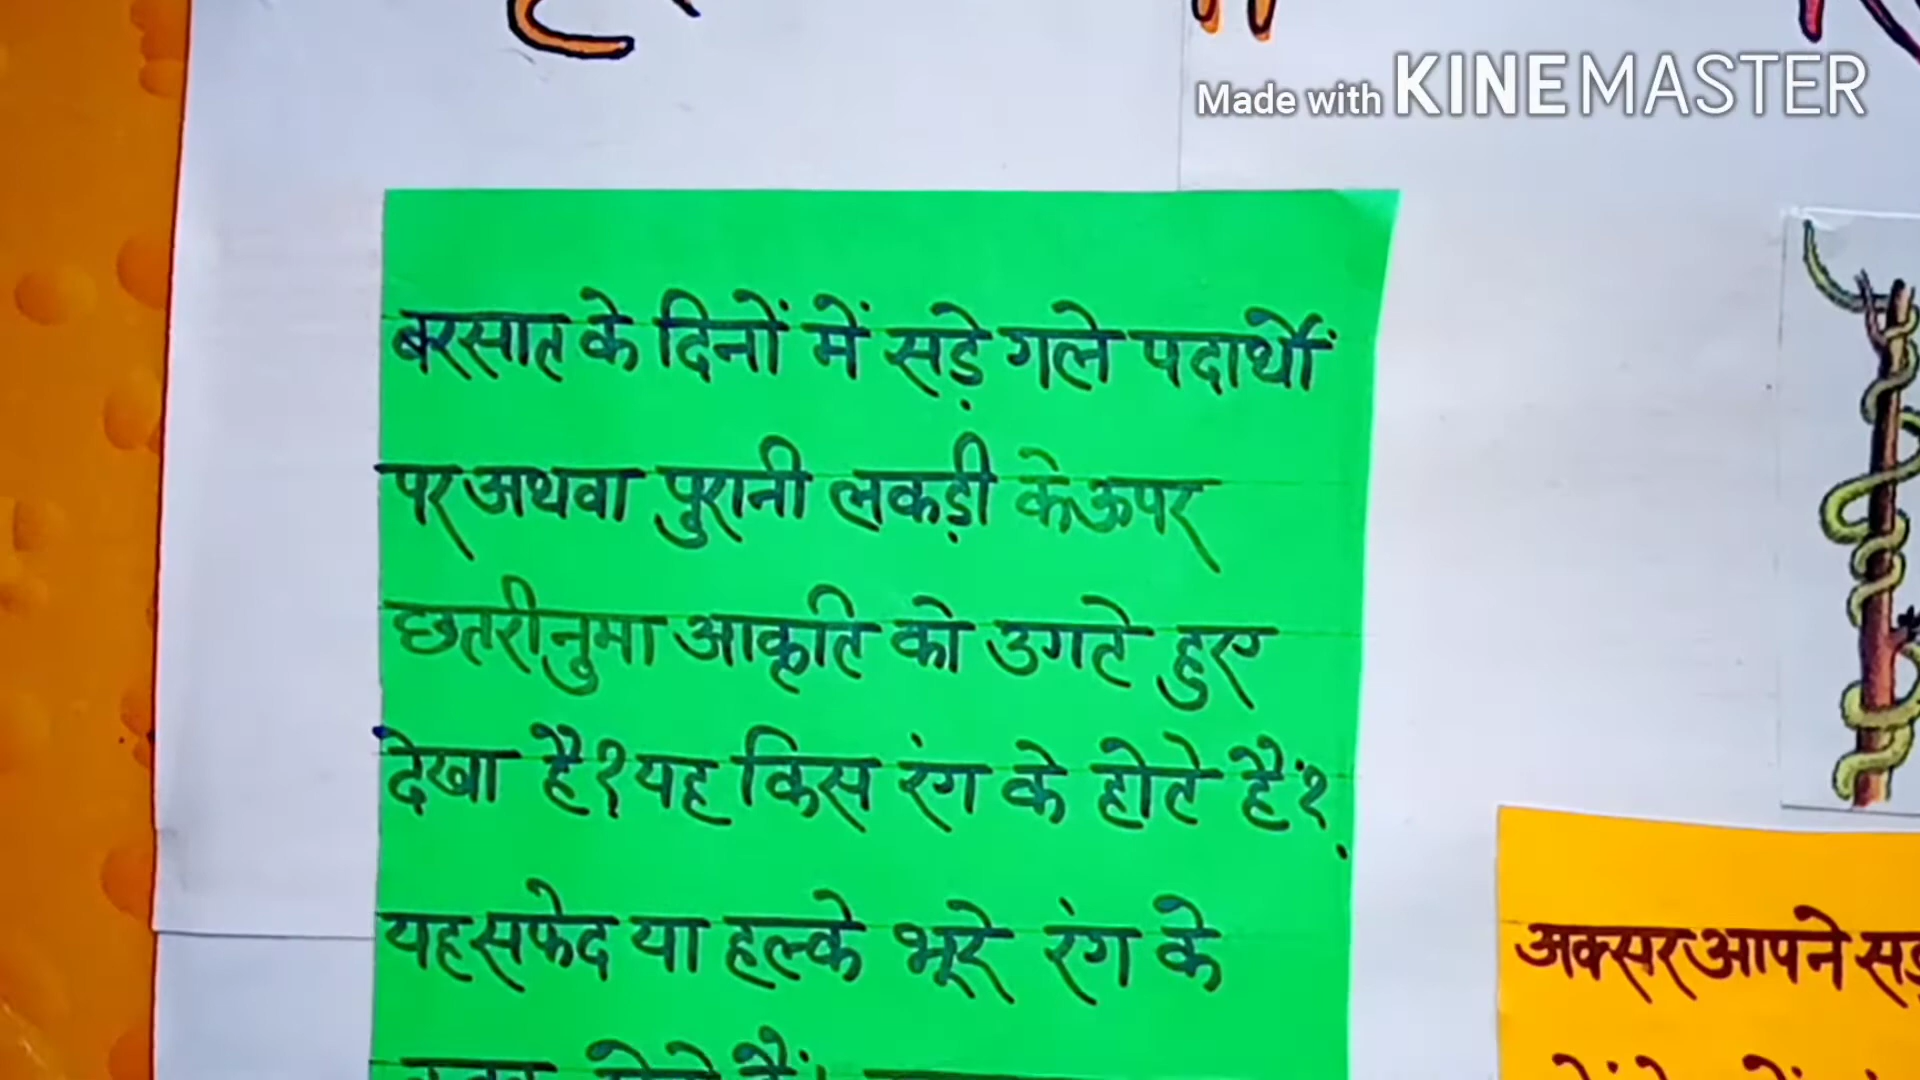 Made with KINEMASTER
बरसात के दिनों में सड़े गले पदार्थों
पर अथवा पुरानी लकड़ी के ऊपर
छतरीनुमा आकृति को उगते हुए
देखा है? यह किस रंग के होते हैं?
यह सफेद या हल्के भूरे रंग के
होते हैं।
अक्सर आपने